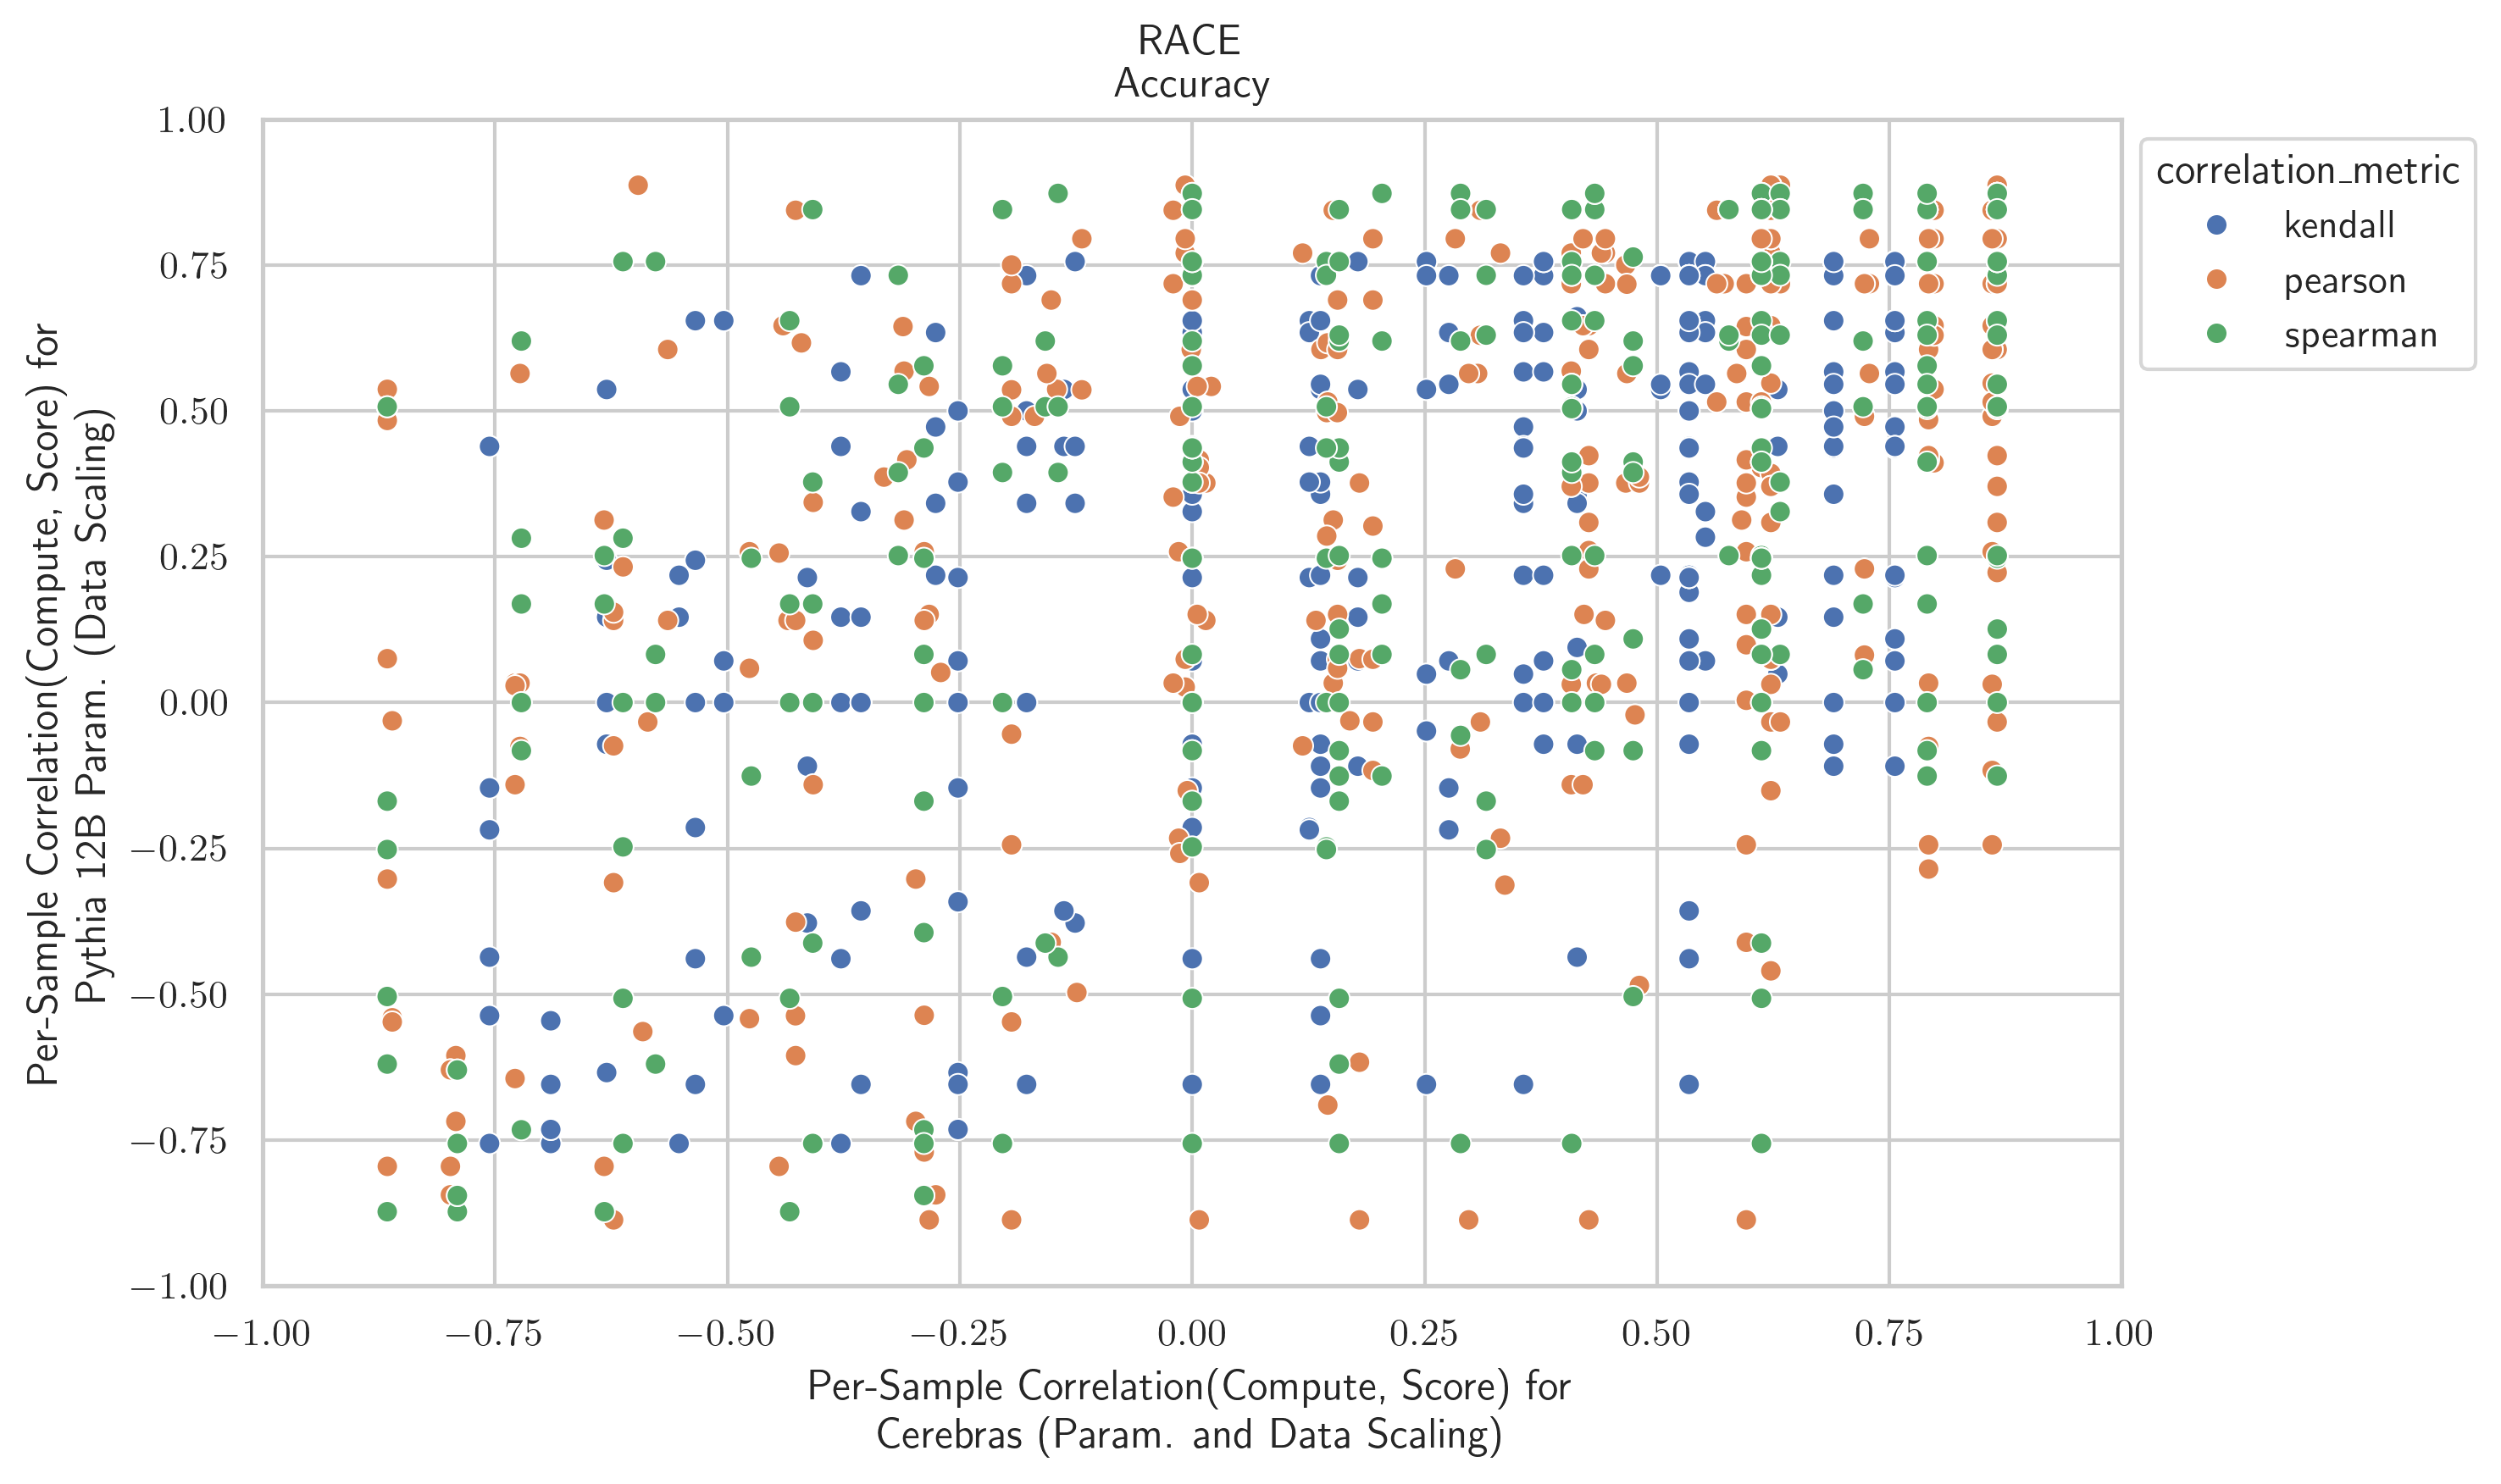 RACE
Accuracy
Per-Sample Correlation(Compute, Score) for
Pythia 12B Param. (Data Scaling)
1.00
0.75
0.50
0.25
0.00
−0.25
−0.50
−0.75
−1.00
−1.00 −0.75 −0.50 −0.25 0.00 0.25 0.50 0.75 1.00
Per-Sample Correlation(Compute, Score) for
Cerebras (Param. and Data Scaling)
correlation_metric
kendall
pearson
spearman